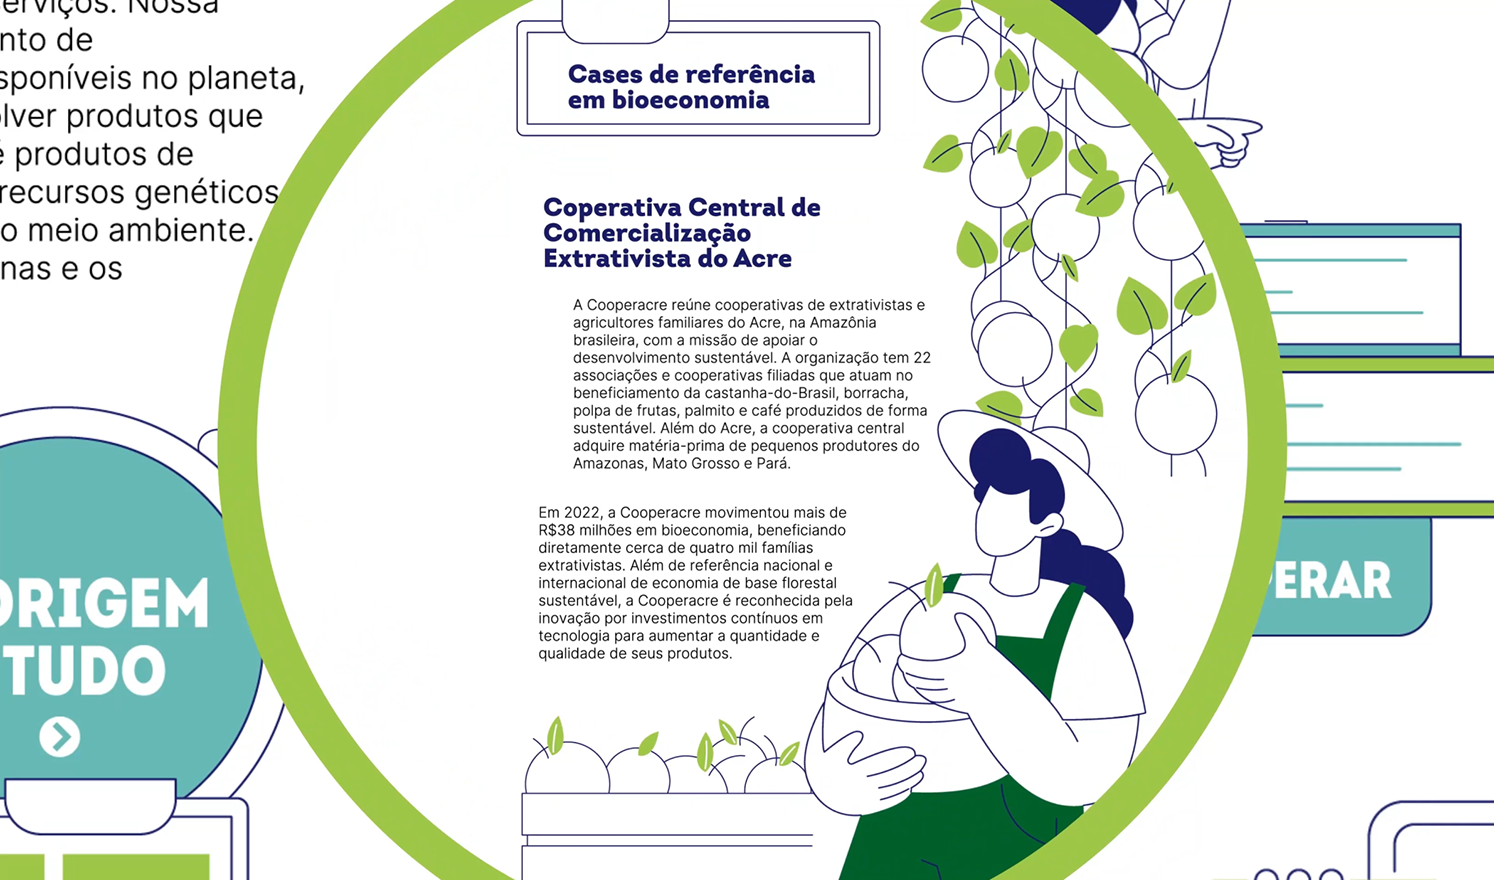 serviços. Nossa
nto de
sponíveis no planeta,
lver produtos que
é produtos de
recursos genéticos
o meio ambiente.
nas e os
Cases de referência
em bioeconomia
Coperativa Central de
Comercialização
Extrativista do Acre
A Cooperacre reúne cooperativas de extrativistas e
agricultores familiares do Acre, na Amazônia
brasileira, com a missão de apoiar o
desenvolvimento sustentável. A organização tem 22
associações e cooperativas filiadas que atuam no
beneficiamento da castanha-do-Brasil, borracha,
polpa de frutas, palmito e café produzidos de forma
sustentável. Além do Acre, a cooperativa central
adquire matéria-prima de pequenos produtores do
Amazonas, Mato Grosso e Pará.
Em 2022, a Cooperacre movimentou mais de
R$38 milhões em bioeconomia, beneficiando
diretamente cerca de quatro mil famílias
extrativistas. Além de referência nacional e
internacional de economia de base florestal
sustentável, a Cooperacre é reconhecida pela
inovação por investimentos contínuos em
tecnologia para aumentar a quantidade e
qualidade de seus produtos.
ORIGEM
TUDO
PERAR